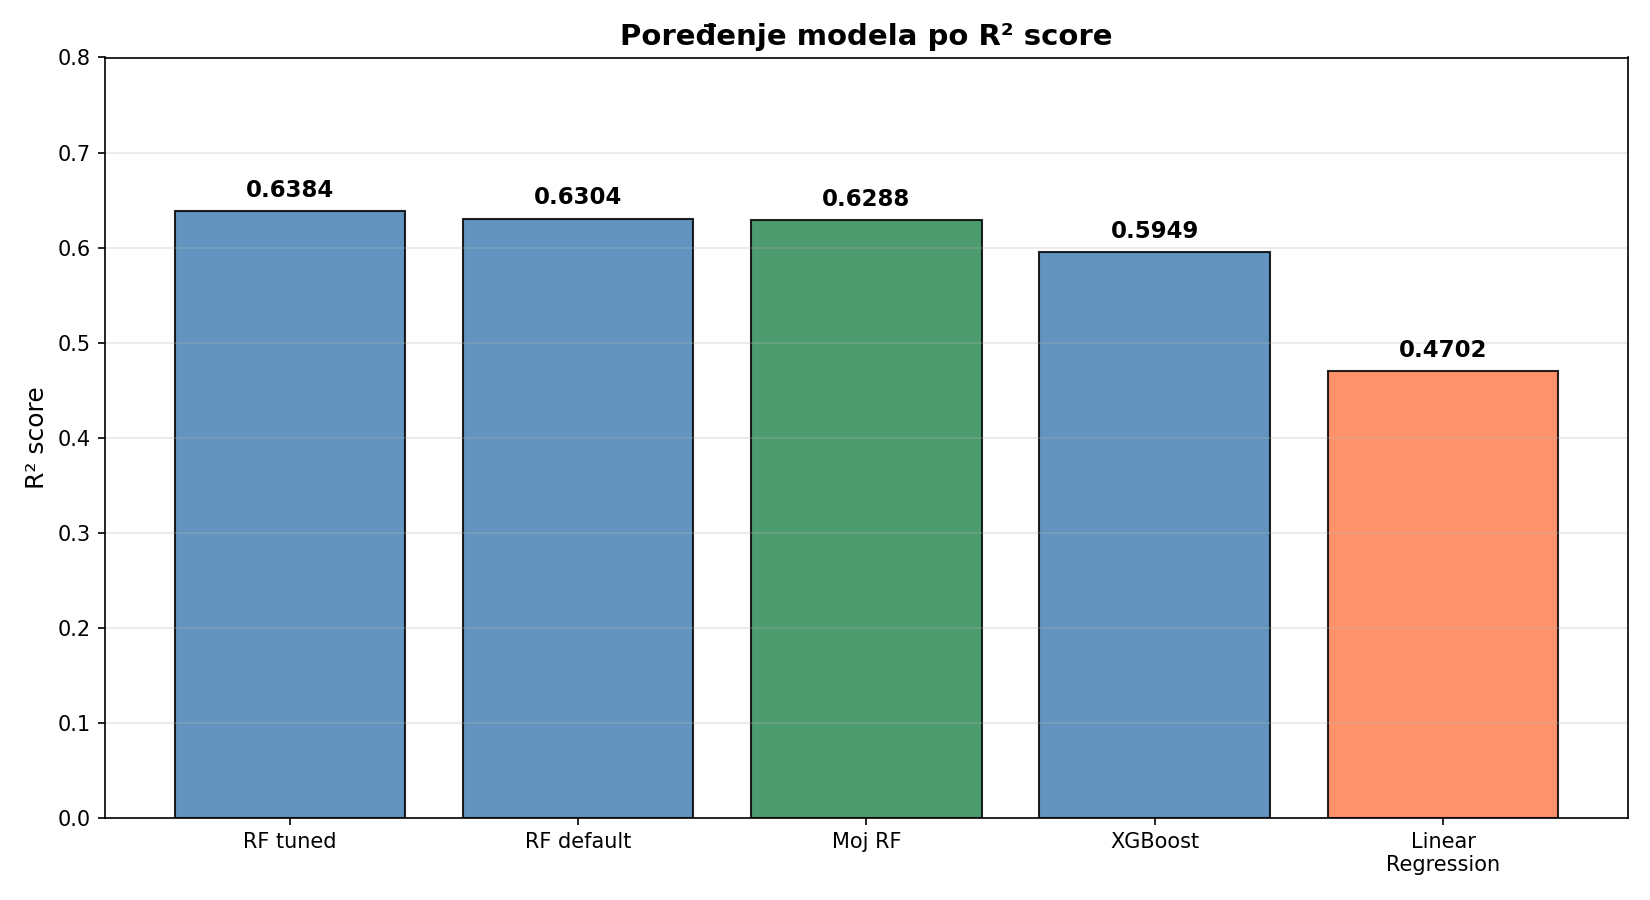 Poređenje modela po R² score
0.8
0.7
0.6
0.5
0.4
0.3
0.2
0.1
0.0
R² score
0.6384
0.6304
0.6288
0.5949
0.4702
RF tuned
RF default
Moj RF
XGBoost
Linear
Regression